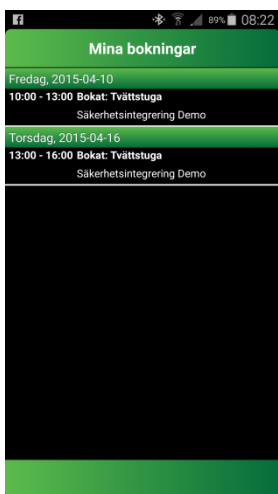 89% 08:22
Mina bokningar
Fredag, 2015-04-10
10:00 - 13:00 Bokat: Tvättstuga
Säkerhetsintegrering Demo
Torsdag, 2015-04-16
13:00 - 16:00 Bokat: Tvättstuga
Säkerhetsintegrering Demo